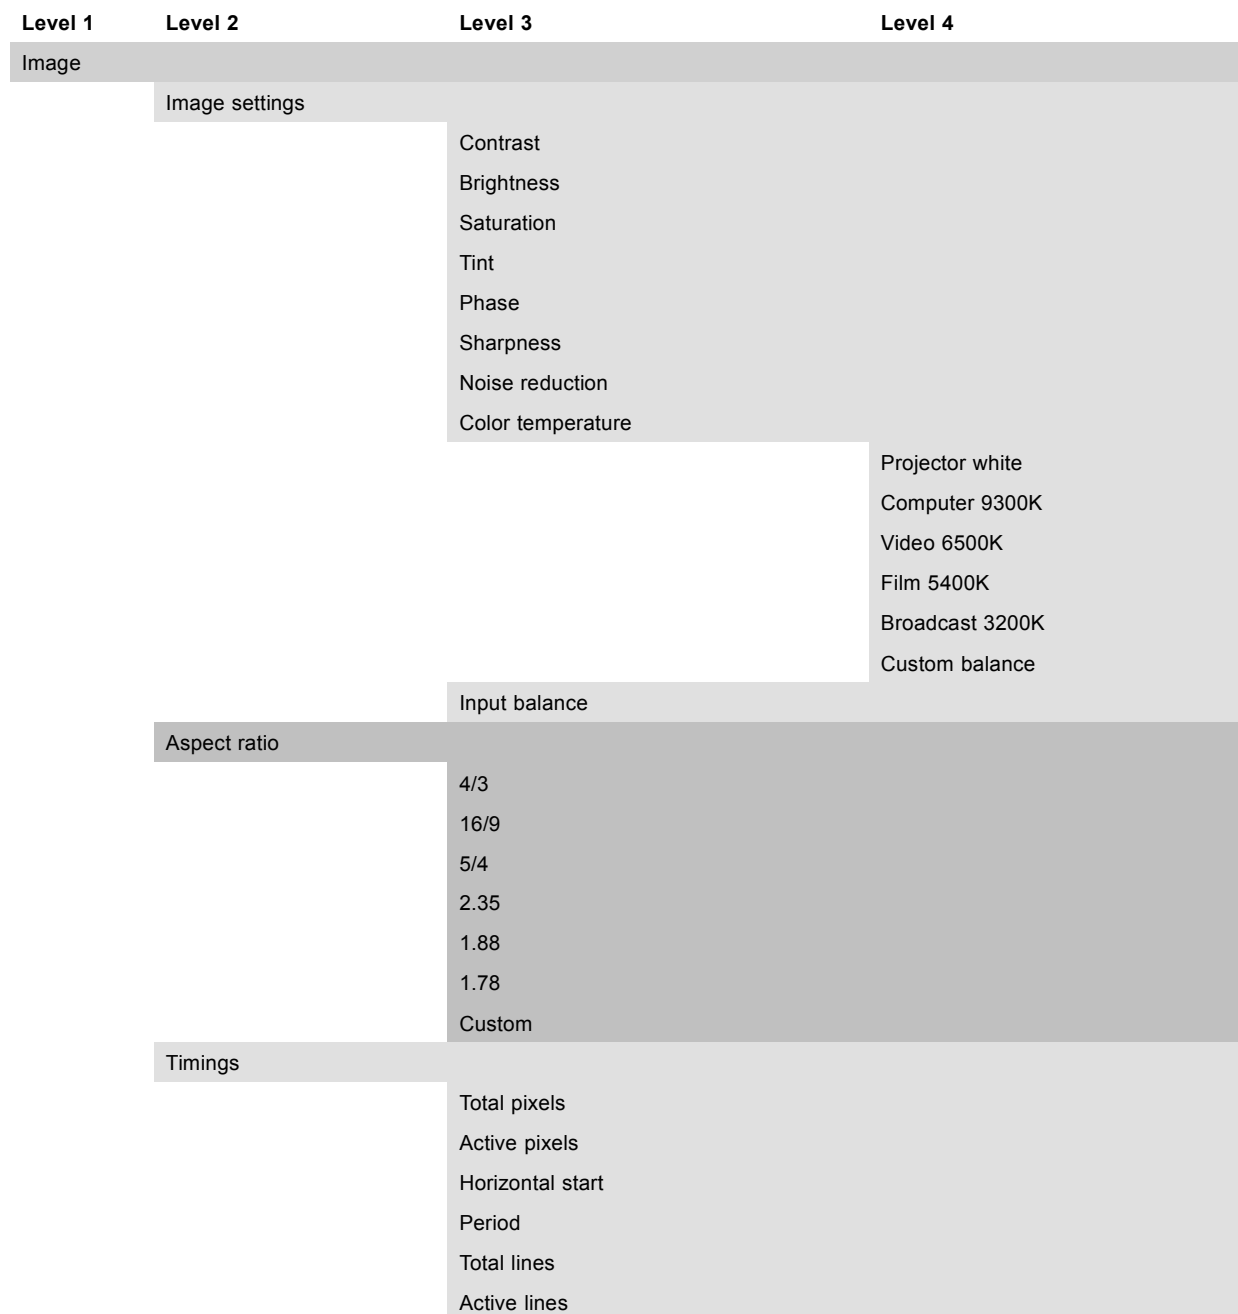 Level 1 Level 2 Level 3 Level 4
Image
Image settings
Contrast
Brightness
Saturation
Tint
Phase
Sharpness
Noise reduction
Color temperature
Projector white
Computer 9300K
Video 6500K
Film 5400K
Broadcast 3200K
Custom balance
Input balance
Aspect ratio
4/3
16/9
5/4
2.35
1.88
1.78
Custom
Timings
Total pixels
Active pixels
Horizontal start
Period
Total lines
Active lines